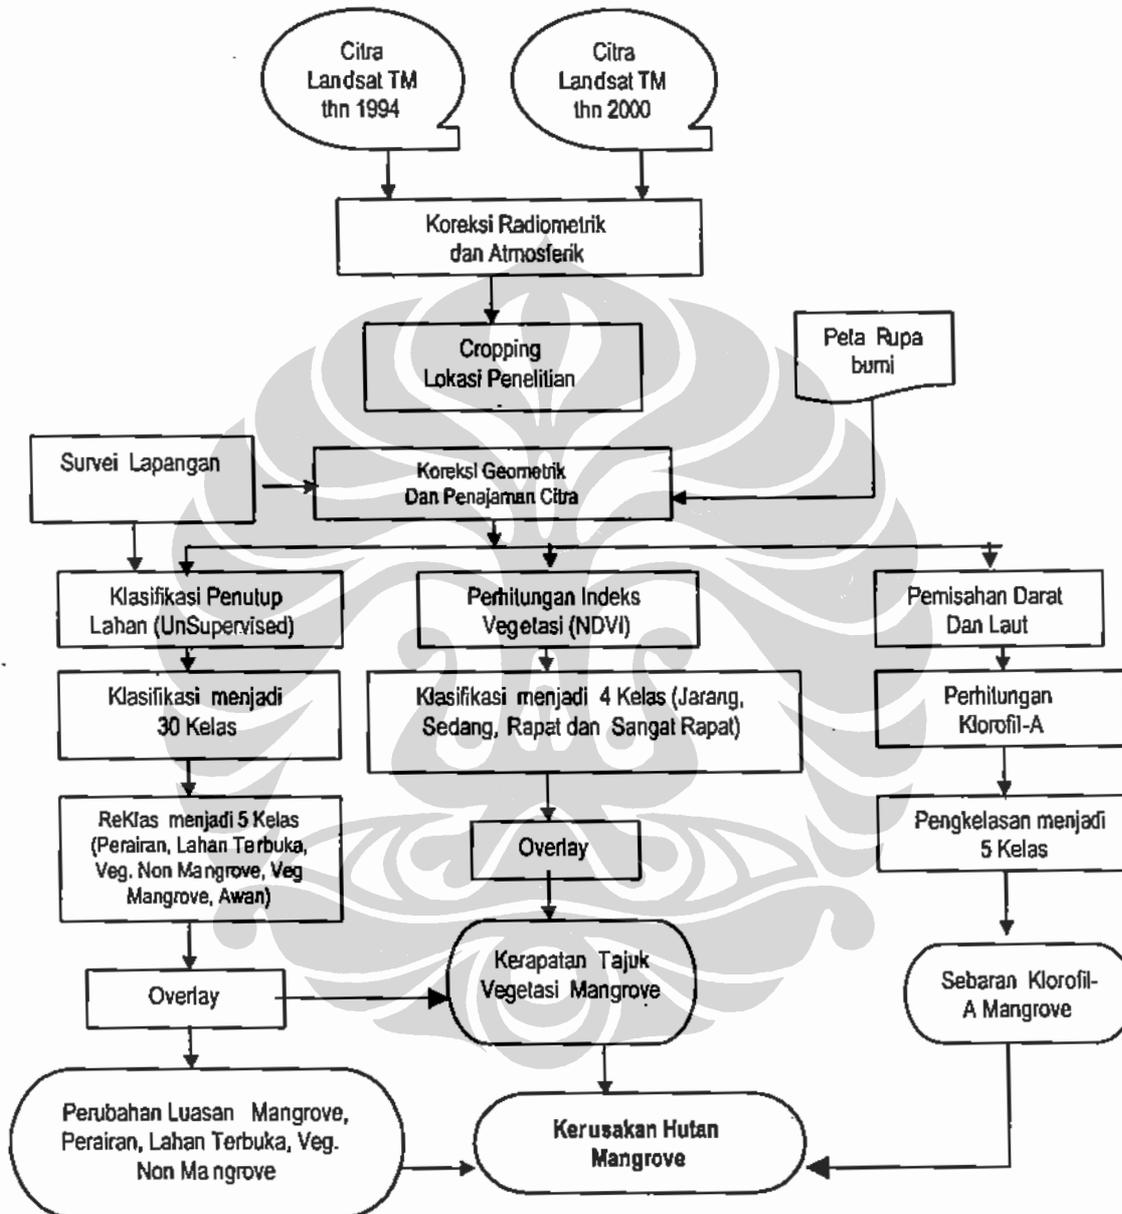 Citra
Landsat TM
thn 1994
Citra
Landsat TM
thn 2000
Koreksi Radiometrik
dan Atmosferik
Cropping
Lokasi Penelitian
Peta Rupa
bumi
Survei Lapangan
Koreksi Geometrik
Dan Penajaman Citra
Klasifikasi Penutup
Lahan (UnSupervised)
Perhitungan Indeks
Vegetasi (NDVI)
Pemisahan Darat
Dan Laut
Klasifikasi menjadi
30 Kelas
Klasifikasi menjadi 4 Kelas (Jarang,
Sedang, Rapat dan Sangat Rapat)
Perhitungan
Klorofil-A
ReKlas menjadi 5 Kelas
(Perairan, Lahan Terbuka,
Veg. Non Mangrove, Veg
Mangrove, Awan)
Overlay
Pengkelasan menjadi
5 Kelas
Kerapatan Tajuk
Vegetasi Mangrove
Overlay
Sebaran Klorofil-
A Mangrove
Perubahan Luasan Mangrove,
Perairan, Lahan Terbuka, Veg.
Non Mangrove
Kerusakan Hutan
Mangrove